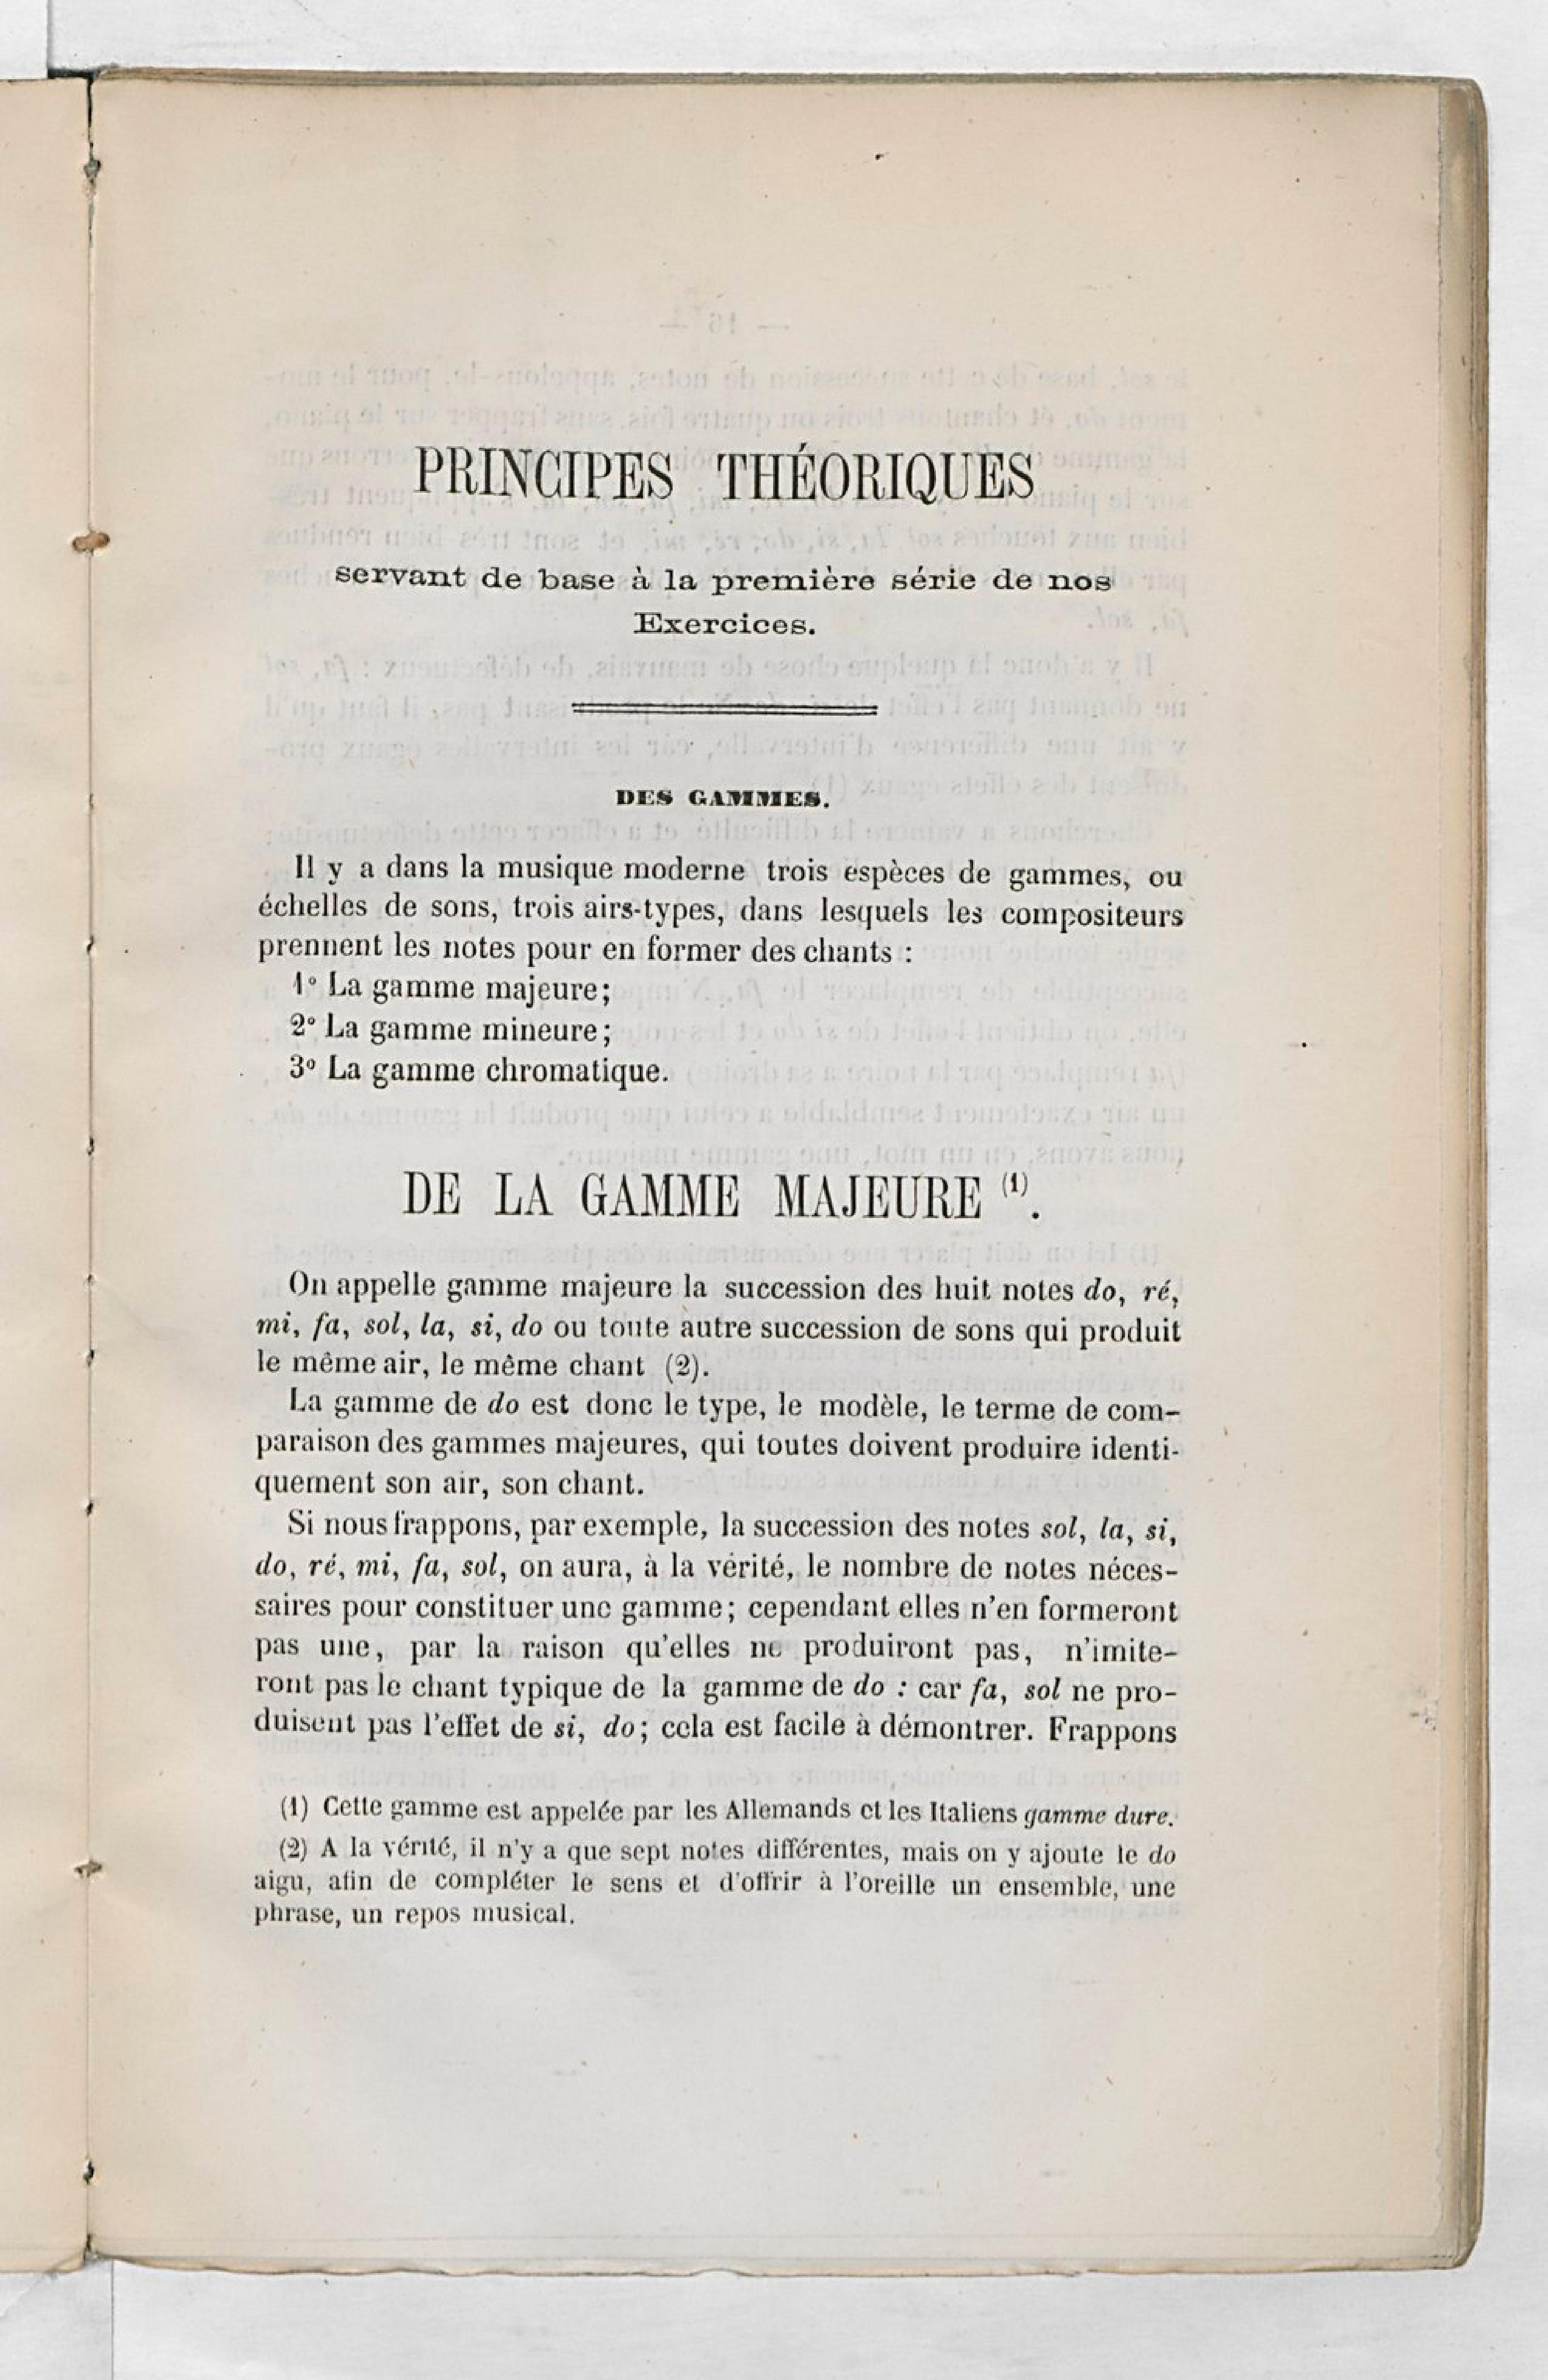 PRINCIPES THÉORIQUES
servant de base à la première série de nos
Exercices.
DES GAMMES.
Il y a dans la musique moderne trois espèces de gammes, ou
échelles de sons, trois airs-types, dans lesquels les compositeurs
prennent les notes pour en former des chants :
1° La gamme majeure;
2° La gamme mineure;
3° La gamme chromatique.
DE LA GAMME MAJEURE (1).
On appelle gamme majeure la succession des huit notes do, ré,
mi, fa, sol, la, si, do ou toute autre succession de sons qui produit
le même air, le même chant (2).
La gamme de do est donc le type, le modèle, le terme de com-
paraison des gammes majeures, qui toutes doivent produire identi-
quement son air, son chant.
Si nous frappons, par exemple, la succession des notes sol, la, si,
do, ré, mi, fa, sol, on aura, à la vérité, le nombre de notes néces-
saires pour constituer une gamme; cependant elles n'en formeront
pas une, par la raison qu'elles ne produiront pas, n'imite-
ront pas le chant typique de la gamme de do : car fa, sol ne pro-
duisent pas l'effet de si, do; cela est facile à démontrer. Frappons
(1) Cette gamme est appelée par les Allemands et les Italiens gamme dure.
(2) A la vérité, il n'y a que sept notes différentes, mais on y ajoute le do
aigu, afin de compléter le sens et d'offrir à l'oreille un ensemble, une
phrase, un repos musical.